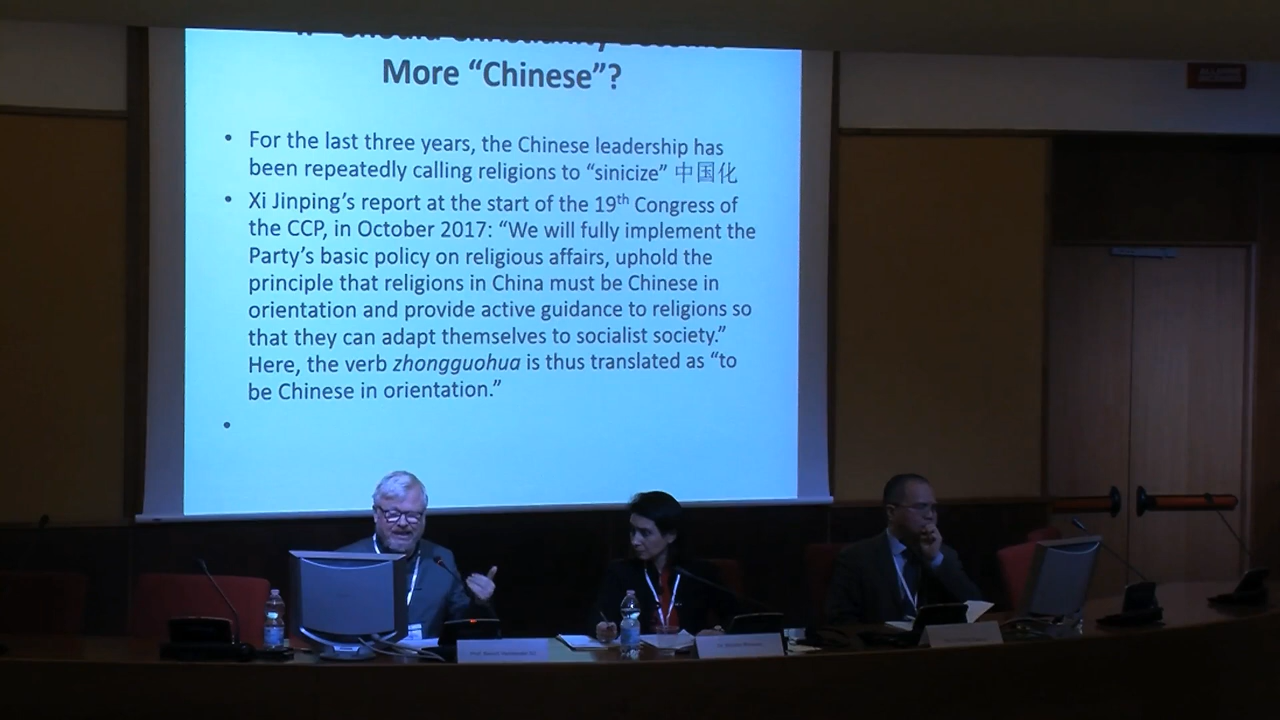 More “Chinese”?
• For the last three years, the Chinese leadership has
been repeatedly calling religions to “sinicize” 中国化
• Xi Jinping’s report at the start of the 19th Congress of
the CCP, in October 2017: “We will fully implement the
Party’s basic policy on religious affairs, uphold the
principle that religions in China must be Chinese in
orientation and provide active guidance to religions so
that they can adapt themselves to socialist society.”
Here, the verb zhongguohua is thus translated as “to
be Chinese in orientation.”
•